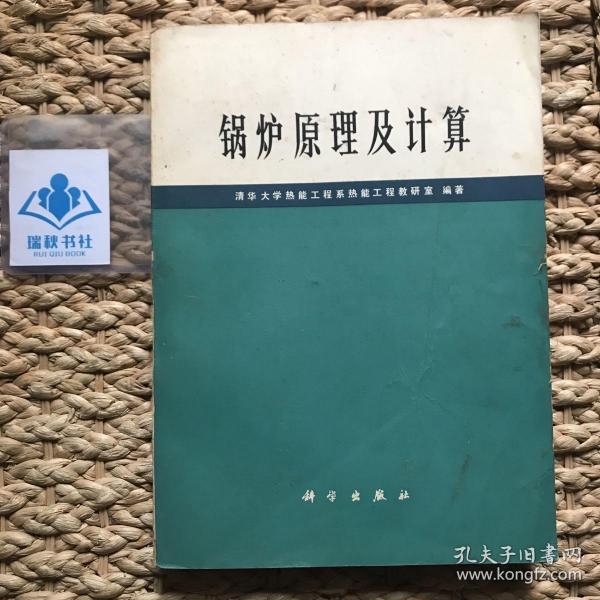 锅炉原理及计算
清华大学热能工程系热能工程教研室 编著
瑞秋书社
RUI QIU BOOK
科学出版社
孔夫子旧书网
www.kongfz.com